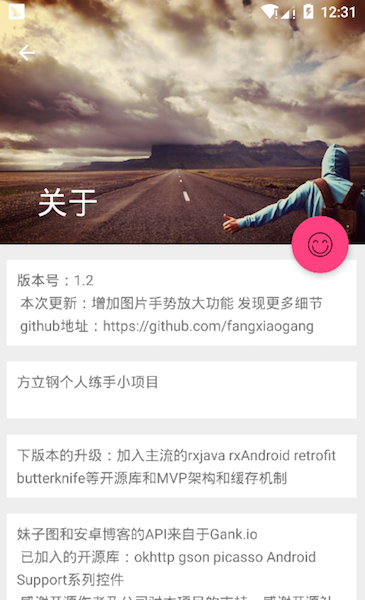 12:31
关于
版本号：1.2
本次更新：增加图片手势放大功能 发现更多细节
github地址：https://github.com/fangxiaogang
方立钢个人练手小项目
下版本的升级：加入主流的rxjava rxAndroid retrofit
butterknife等开源库和MVP架构和缓存机制
妹子图和安卓博客的API来自于Gank.io
已加入的开源库：okhttp gson picasso Android
Support系列控件